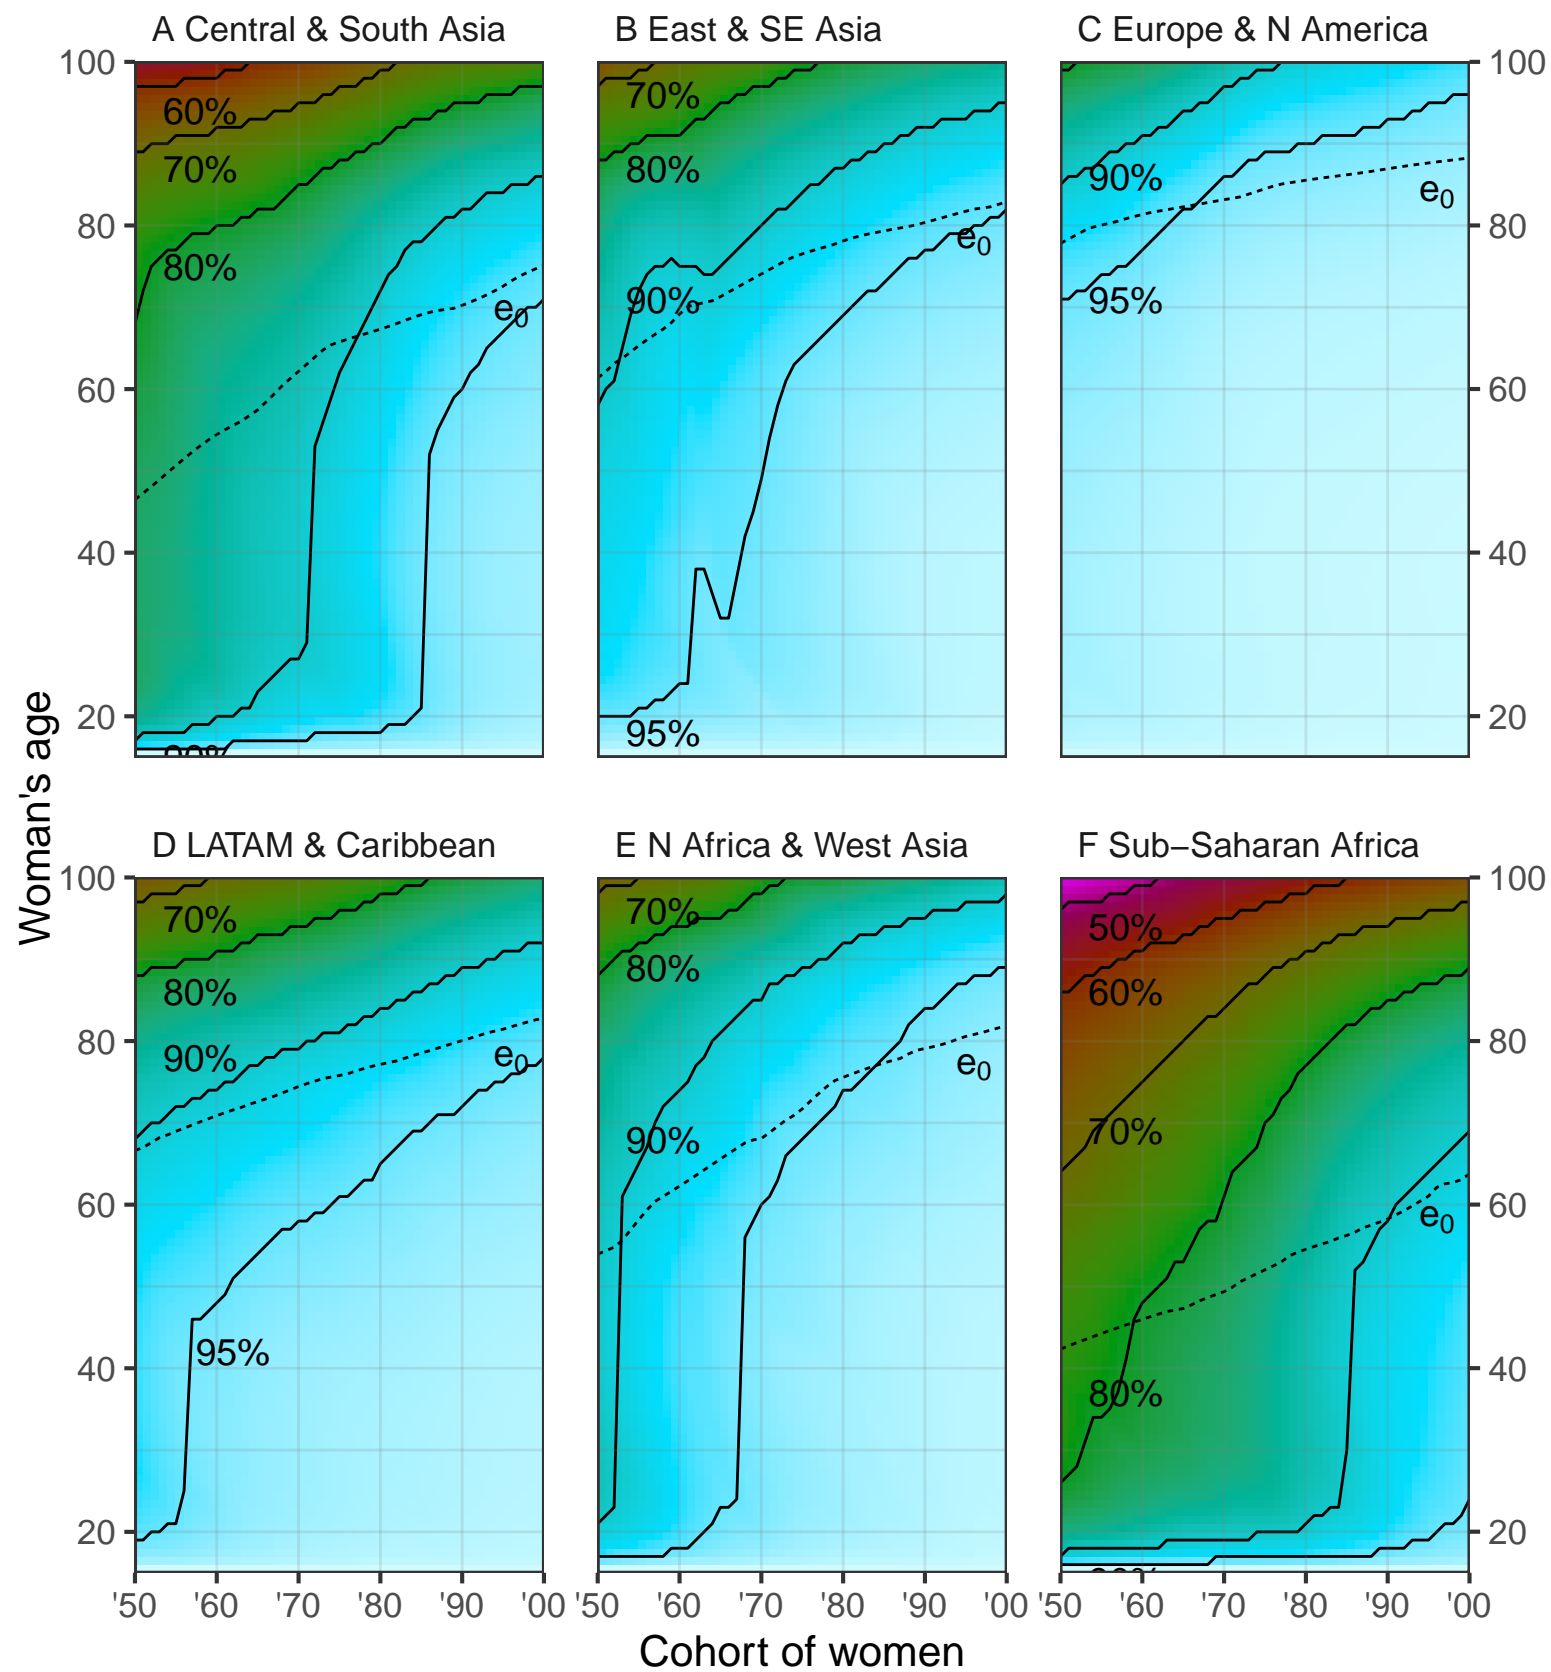 A Central & South Asia
B East & SE Asia
C Europe & N America
100
80
60
40
20
60%
70%
80%
e0
70%
80%
90%
e0
95%
90%
e0
95%
100
80
60
40
20
Woman's age
D LATAM & Caribbean
E N Africa & West Asia
F Sub−Saharan Africa
100
80
60
40
20
70%
80%
90%
e0
95%
70%
80%
90%
e0
50%
60%
70%
e0
80%
100
80
60
40
20
'50 '60 '70 '80 '90 '00
'50 '60 '70 '80 '90 '00
'50 '60 '70 '80 '90 '00
Cohort of women